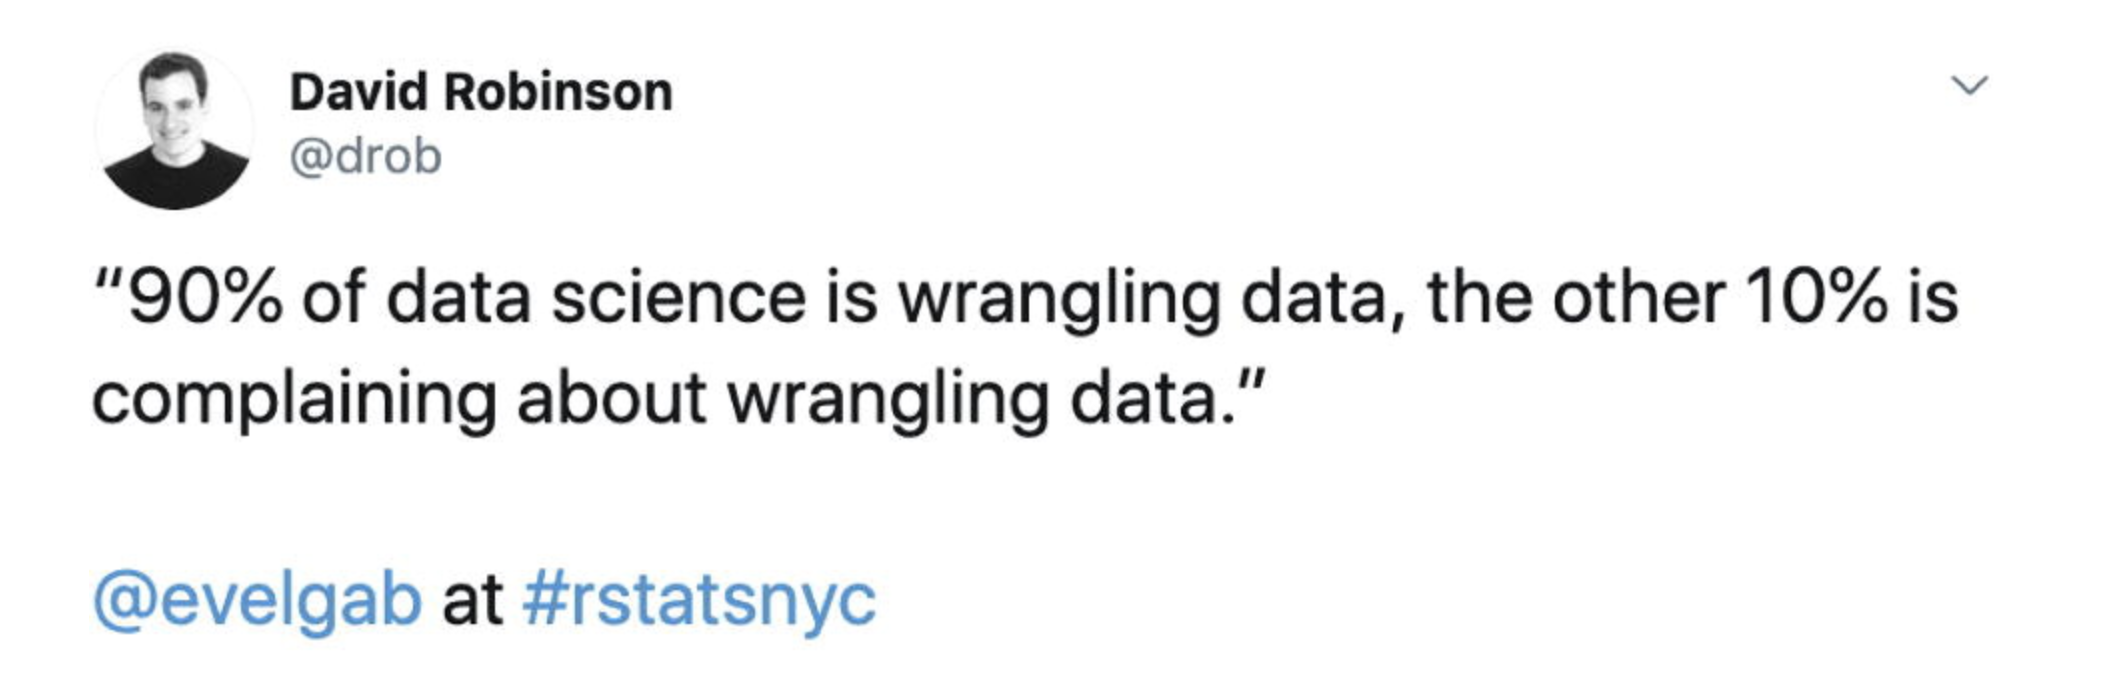 David Robinson
@drob
“90% of data science is wrangling data, the other 10% is
complaining about wrangling data.”
@evelgab at #rstatsnyc